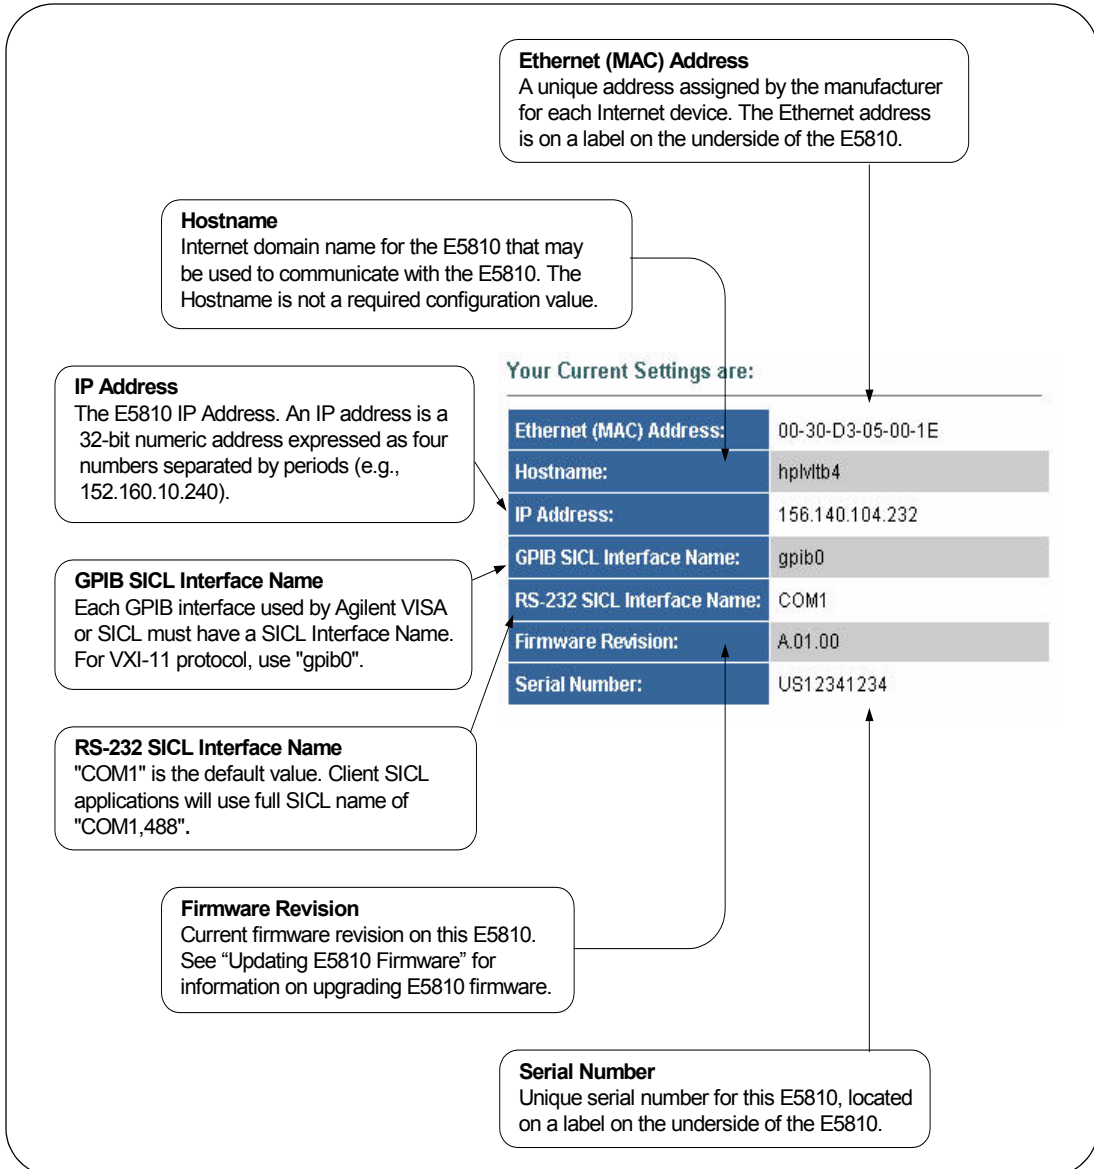 Ethernet (MAC) Address
A unique address assigned by the manufacturer
for each Internet device. The Ethernet address
is on a label on the underside of the E5810.
Hostname
Internet domain name for the E5810 that may
be used to communicate with the E5810. The
Hostname is not a required configuration value.
IP Address
The E5810 IP Address. An IP address is a
32-bit numeric address expressed as four
numbers separated by periods (e.g.,
152.160.10.240).
GPIB SICL Interface Name
Each GPIB interface used by Agilent VISA
or SICL must have a SICL Interface Name.
For VXI-11 protocol, use "gpib0".
RS-232 SICL Interface Name
"COM1" is the default value. Client SICL
applications will use full SICL name of
"COM1,488".
Your Current Settings are:
Ethernet (MAC) Address: 00-30-D3-05-00-1E
Hostname: hplvltb4
IP Address: 156.140.104.232
GPIB SICL Interface Name: gpib0
RS-232 SICL Interface Name: COM1
Firmware Revision: A.01.00
Serial Number: US12341234
Firmware Revision
Current firmware revision on this E5810.
See “Updating E5810 Firmware” for
information on upgrading E5810 firmware.
Serial Number
Unique serial number for this E5810, located
on a label on the underside of the E5810.